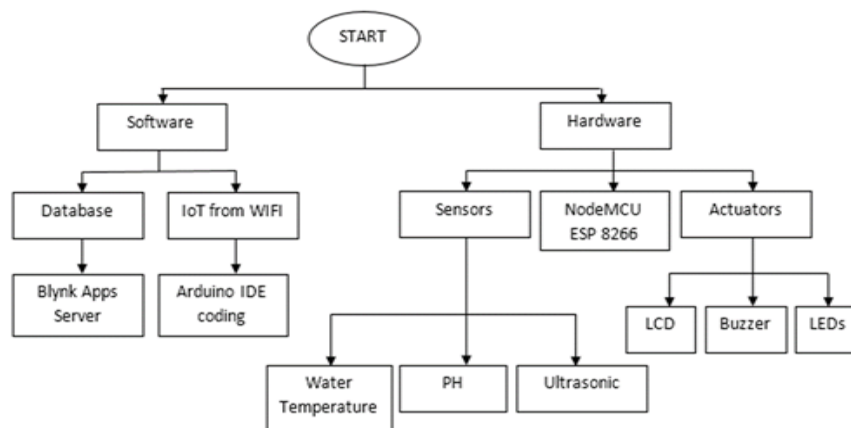 START
Software
Hardware
Database
IoT from WIFI
Sensors
NodeMCU
ESP 8266
Actuators
Blynk Apps
Server
Arduino IDE
coding
LCD
Buzzer
LEDs
Water
Temperature
PH
Ultrasonic